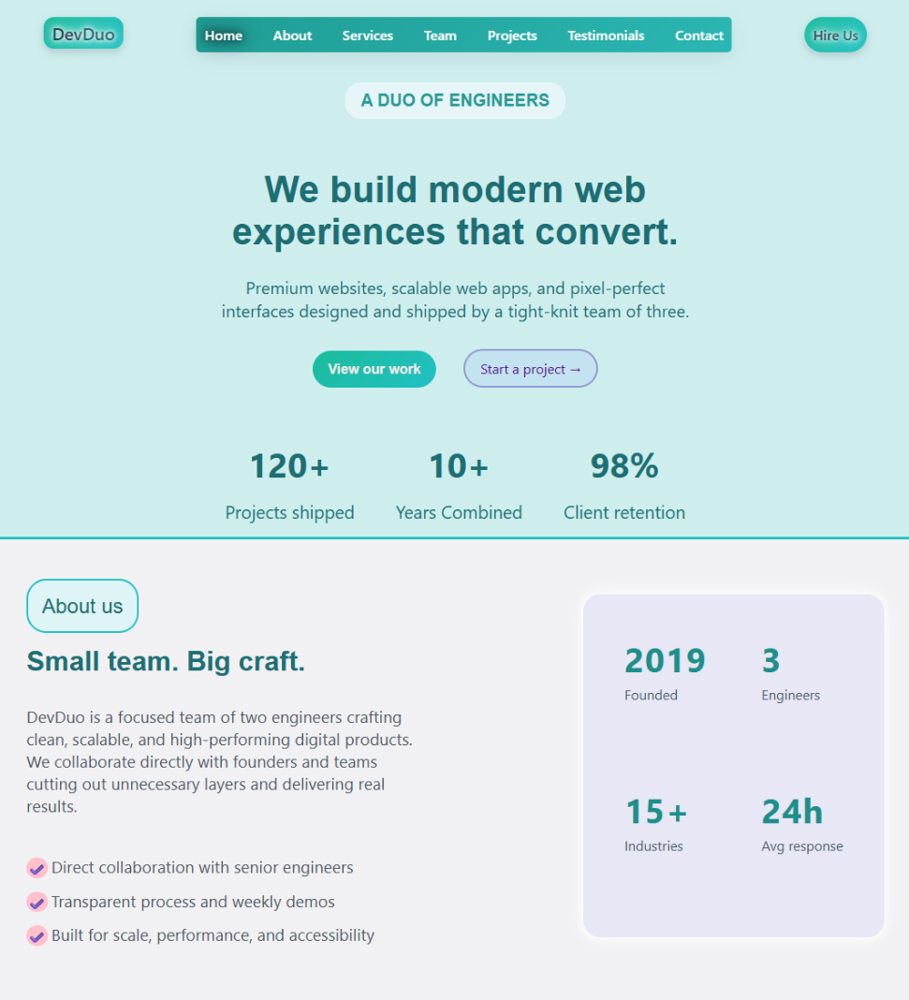 DevDuo
Home About Services Team Projects Testimonials Contact
Hire Us
A DUO OF ENGINEERS
We build modern web
experiences that convert.
Premium websites, scalable web apps, and pixel-perfect
interfaces designed and shipped by a tight-knit team of three.
View our work
Start a project →
120+ 10+ 98%
Projects shipped Years Combined Client retention
About us
Small team. Big craft.
DevDuo is a focused team of two engineers crafting
clean, scalable, and high-performing digital products.
We collaborate directly with founders and teams
cutting out unnecessary layers and delivering real
results.
Direct collaboration with senior engineers
Transparent process and weekly demos
Built for scale, performance, and accessibility
2019 3
Founded Engineers
15+ 24h
Industries Avg response